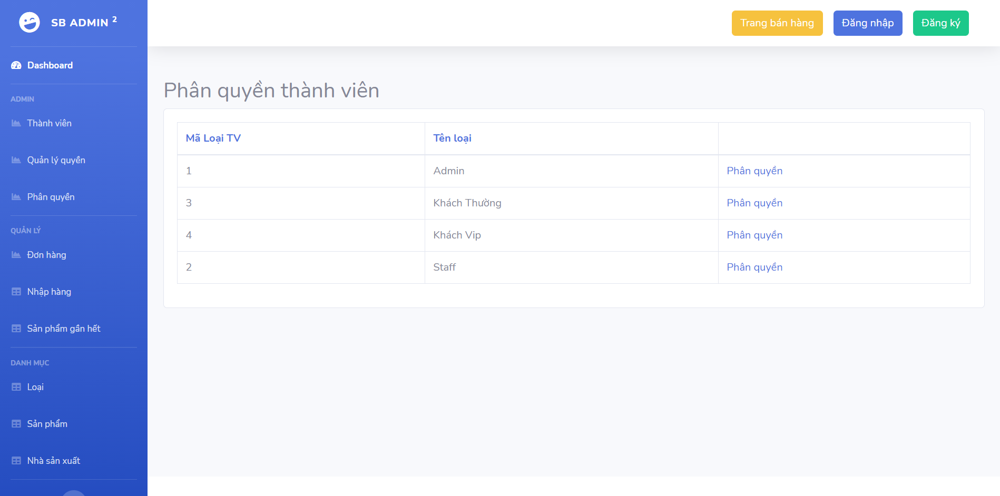 SB ADMIN 2
Dashboard
ADMIN
Thành viên
Quản lý quyền
Phân quyền
QUẢN LÝ
Đơn hàng
Nhập hàng
Sản phẩm gần hết
DANH MỤC
Loại
Sản phẩm
Nhà sản xuất
Trang bán hàng Đăng nhập Đăng ký
Phân quyền thành viên
Mã Loại TV Tên loại
1 Admin Phân quyền
3 Khách Thường Phân quyền
4 Khách Vip Phân quyền
2 Staff Phân quyền